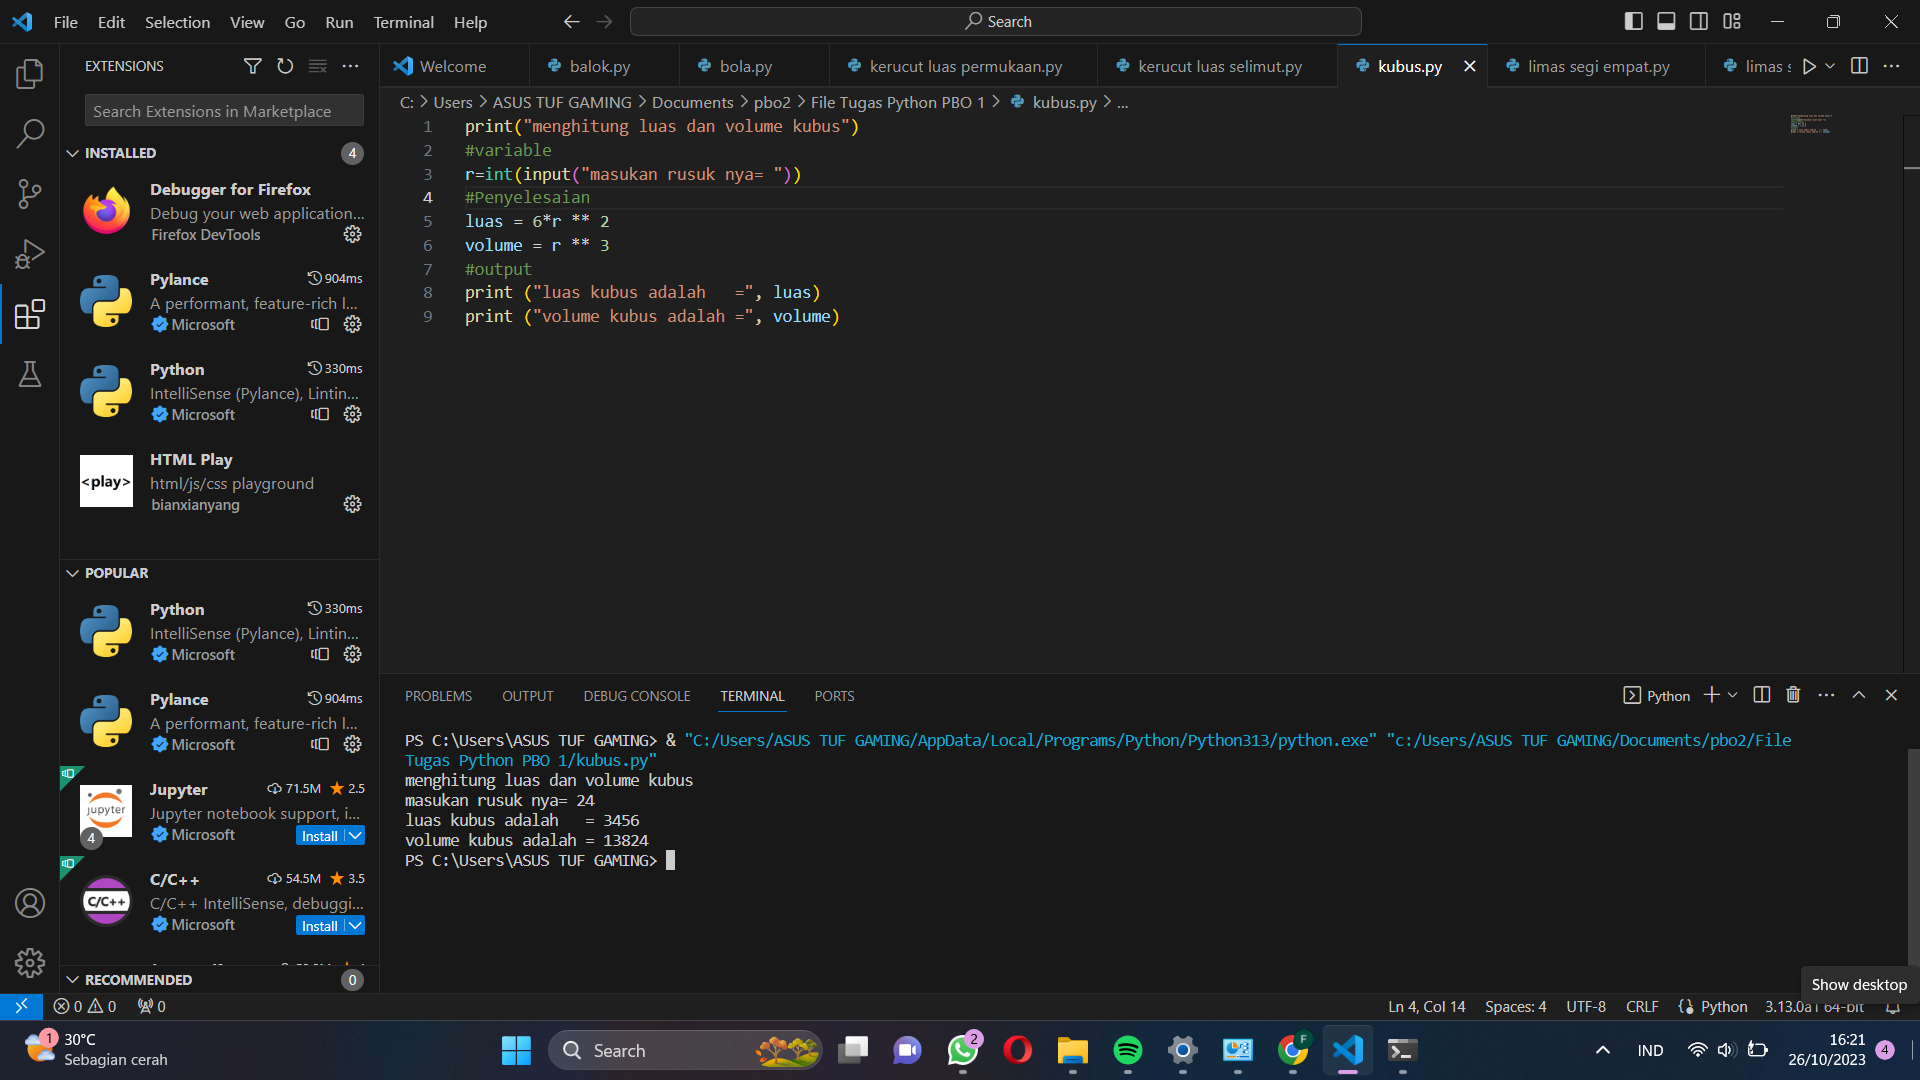 File Edit Selection View Go Run Terminal Help
Search
EXTENSIONS
Search Extensions in Marketplace
INSTALLED 4
Debugger for Firefox
Debug your web application...
Firefox DevTools
Pylance 904ms
A performant, feature-rich l...
Microsoft
Python 330ms
IntelliSense (Pylance), Lintin...
Microsoft
<play>
HTML Play
html/js/css playground
bianxianyang
POPULAR
Python 330ms
IntelliSense (Pylance), Lintin...
Microsoft
Pylance 904ms
A performant, feature-rich l...
Microsoft
Jupyter 71.5M 2.5
Jupyter notebook support, i...
Microsoft Install
jupyter
4
C/C++ 54.5M 3.5
C/C++ IntelliSense, debuggi...
Microsoft Install
C/C++
RECOMMENDED 0
Welcome balok.py bola.py kerucut luas permukaan.py kerucut luas selimut.py kubus.py limas segi empat.py limas s
C: > Users > ASUS TUF GAMING > Documents > pbo2 > File Tugas Python PBO 1 > kubus.py > ...
1 print("menghitung luas dan volume kubus")
2 #variable
3 r=int(input("masukan rusuk nya= "))
4 #Penyelesaian
5 luas = 6*r ** 2
6 volume = r ** 3
7 #output
8 print ("luas kubus adalah   =", luas)
9 print ("volume kubus adalah =", volume)
PROBLEMS OUTPUT DEBUG CONSOLE TERMINAL PORTS
Python
PS C:\Users\ASUS TUF GAMING> & "C:/Users/ASUS TUF GAMING/AppData/Local/Programs/Python/Python313/python.exe" "c:/Users/ASUS TUF GAMING/Documents/pbo2/File
Tugas Python PBO 1/kubus.py"
menghitung luas dan volume kubus
masukan rusuk nya= 24
luas kubus adalah   = 3456
volume kubus adalah = 13824
PS C:\Users\ASUS TUF GAMING>
Show desktop
0 0 0
Ln 4, Col 14 Spaces: 4 UTF-8 CRLF Python 3.13.0a1 64-bit
1
30°C
Sebagian cerah
Search
2
F
IND
16:21
26/10/2023
4